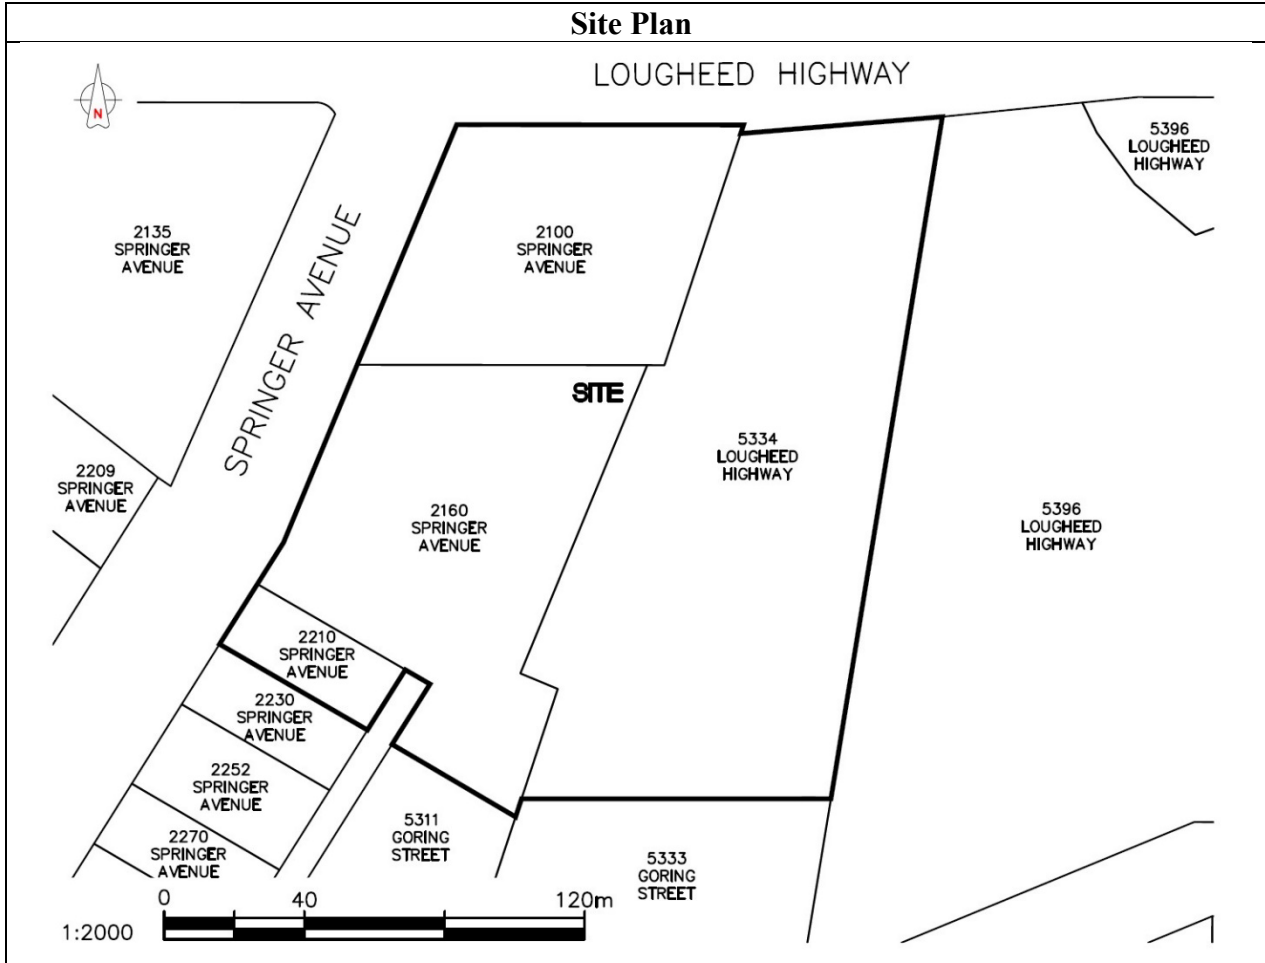 Site Plan
LOUGHEED HIGHWAY
N
5396
LOUGHEED
HIGHWAY
2135
SPRINGER
AVENUE
SPRINGER AVENUE
2100
SPRINGER
AVENUE
SITE
5334
LOUGHEED
HIGHWAY
2209
SPRINGER
AVENUE
2160
SPRINGER
AVENUE
5396
LOUGHEED
HIGHWAY
2210
SPRINGER
AVENUE
2230
SPRINGER
AVENUE
2252
SPRINGER
AVENUE
2270
SPRINGER
AVENUE
5311
GORING
STREET
5333
GORING
STREET
0 40 120m
1:2000